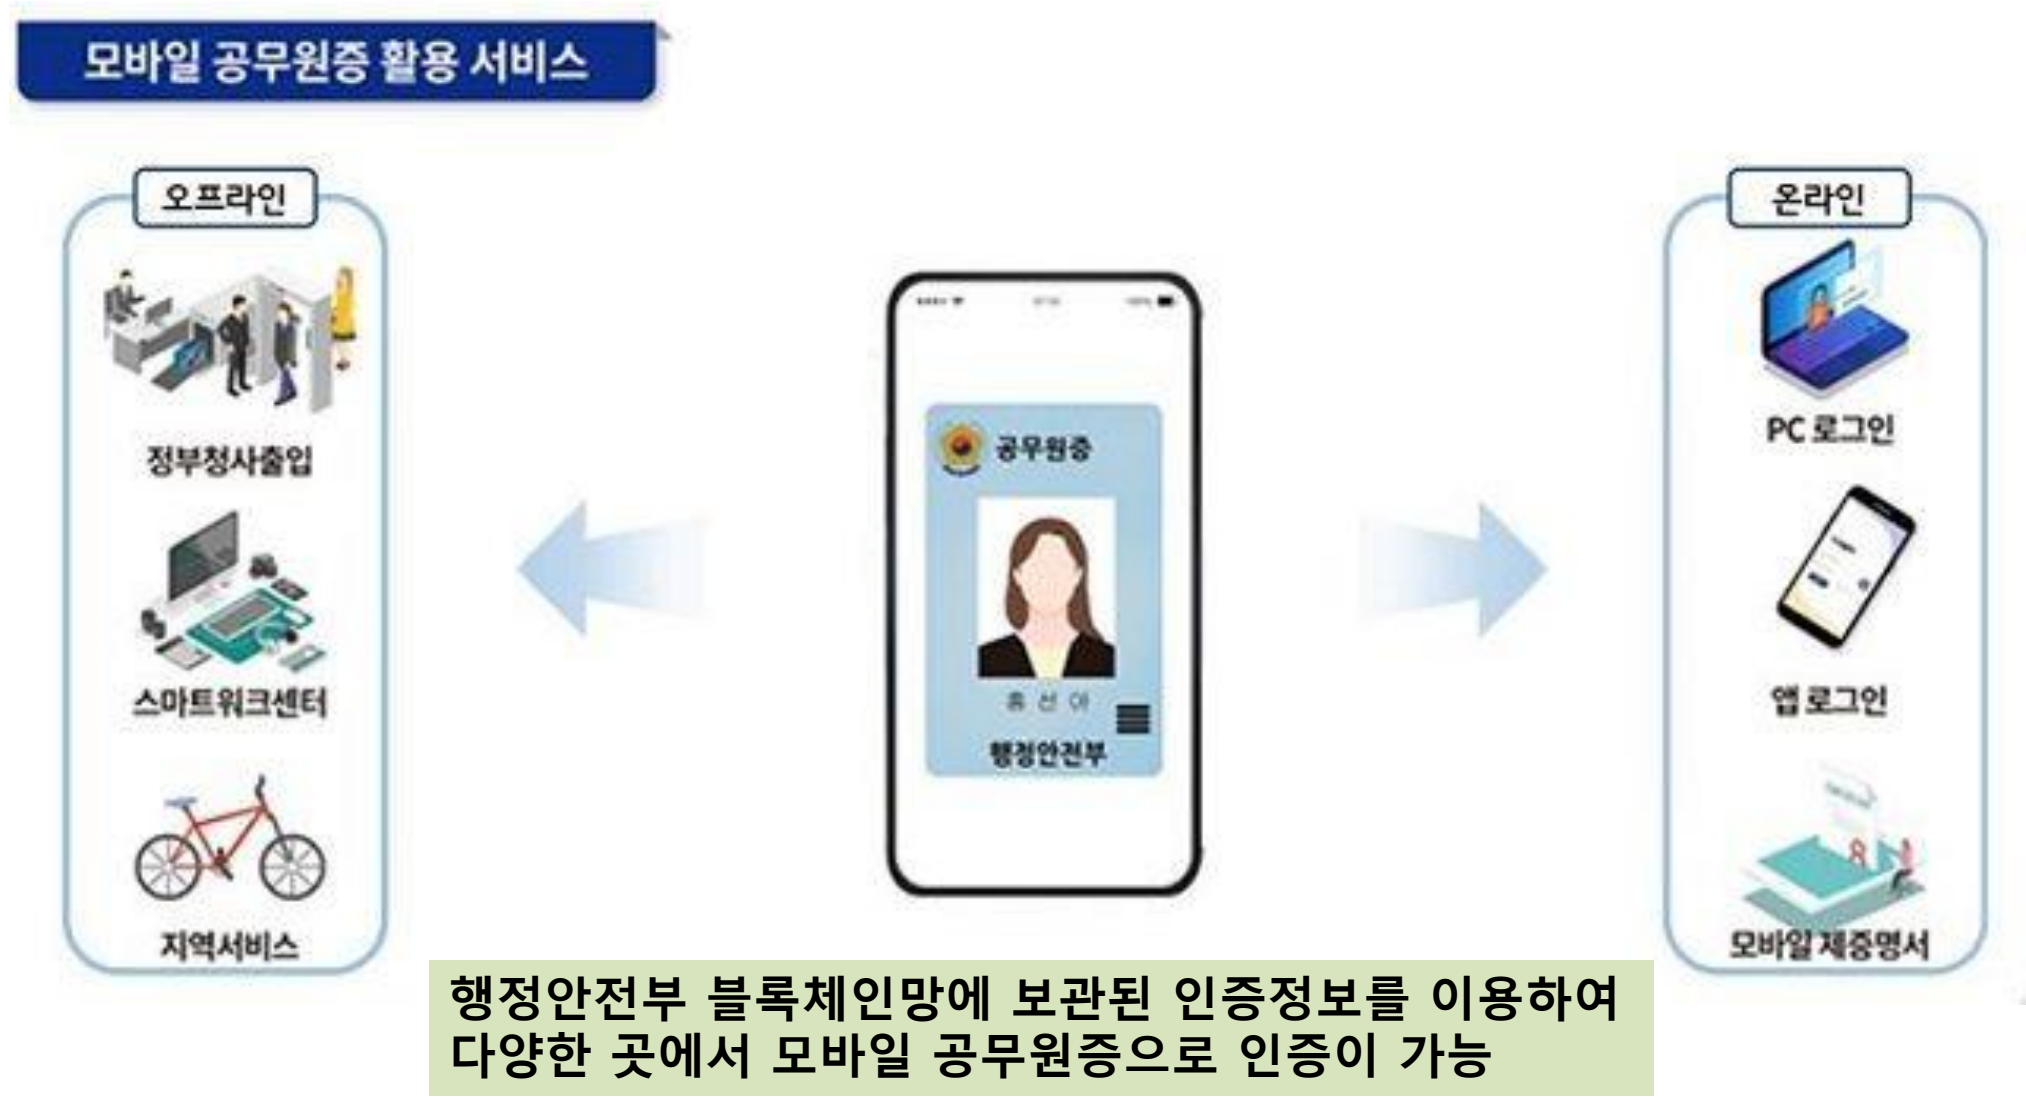 모바일 공무원증 활용 서비스
오프라인
정부청사출입
스마트워크센터
지역서비스
공무원증
홍 선 아
행정안전부
온라인
PC 로그인
앱 로그인
모바일 제증명서
행정안전부 블록체인망에 보관된 인증정보를 이용하여
다양한 곳에서 모바일 공무원증으로 인증이 가능